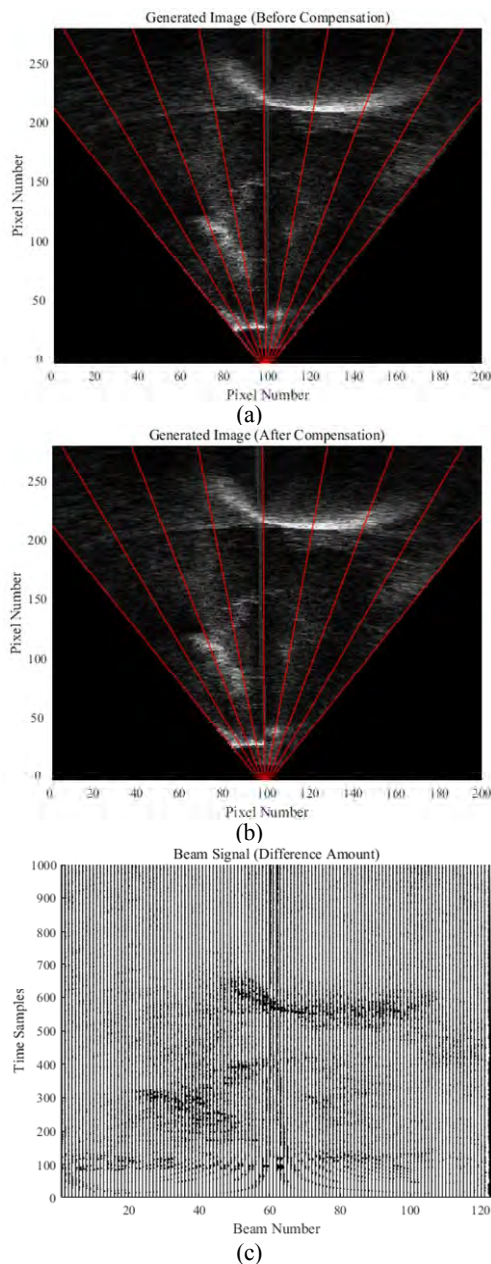 Generated Image (Before Compensation)
250
200
150
100
50
0
Pixel Number
0 20 40 60 80 100 120 140 160 180 200
Pixel Number
(a)
Generated Image (After Compensation)
250
200
150
100
50
0
Pixel Number
0 20 40 60 80 100 120 140 160 180 200
Pixel Number
(b)
Beam Signal (Difference Amount)
1000
900
800
700
600
500
400
300
200
100
0
Time Samples
20 40 60 80 100 120
Beam Number
(c)